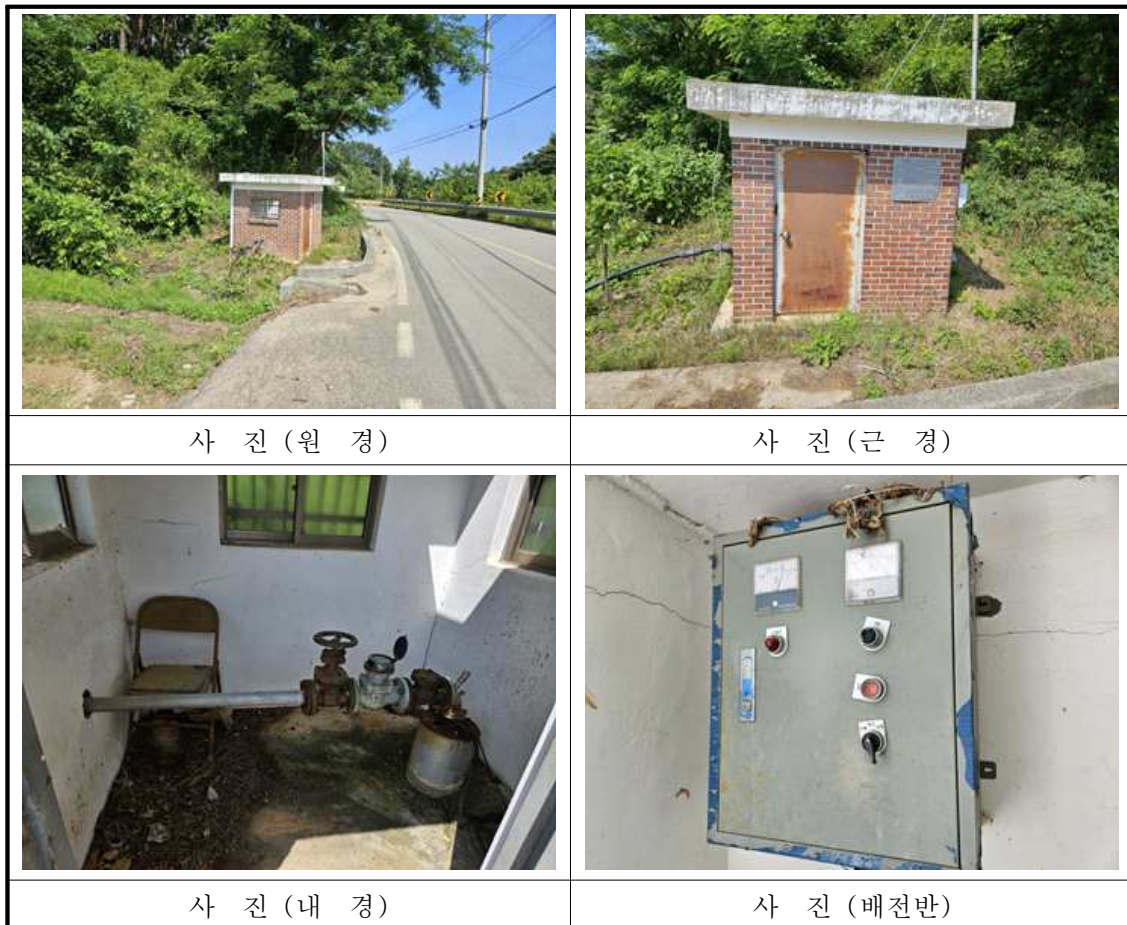 사 진 (원 경)
사 진 (근 경)
사 진 (내 경)
사 진 (배전반)